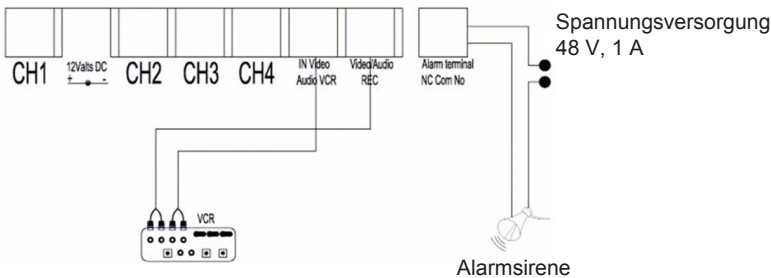 Spannungsversorgung
48 V, 1 A
CH1
12Valts DC
+ -
CH2
CH3
CH4
IN Video
Audio VCR
Video/Audio
REC
Alarm terminal
NC Com No
VCR
Alarmsirene